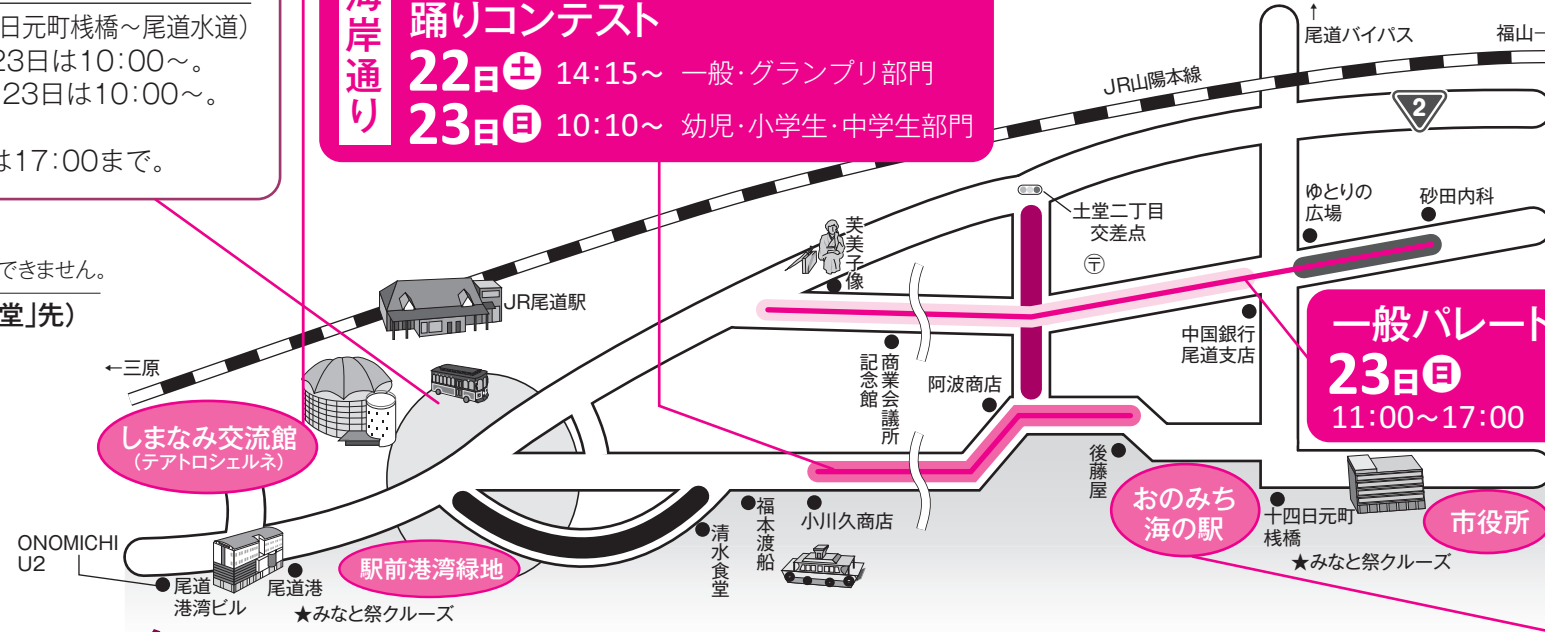 日元町桟橋～尾道水道)
23日は10:00～。
23日は10:00～。
は17:00まで。
できません。
堂」先)
海岸通り
踊りコンテスト
22日土 14:15～ 一般・グランプリ部門
23日日 10:10～ 幼児・小学生・中学生部門
↑
尾道バイパス
福山
JR山陽本線
2
ゆとりの
広場
砂田内科
土堂二丁目
交差点
〒
芙美子像
JR尾道駅
←三原
中国銀行
尾道支店
一般パレード
23日日
11:00～17:00
商業会議所
記念館
阿波商店
しまなみ交流館
(テアトロシェルネ)
後藤屋
おのみち
海の駅
十四日元町
桟橋
市役所
★みなと祭クルーズ
小川久商店
福本渡船
清水食堂
駅前港湾緑地
ONOMICHI
U2
尾道
港湾ビル
尾道港
★みなと祭クルーズ